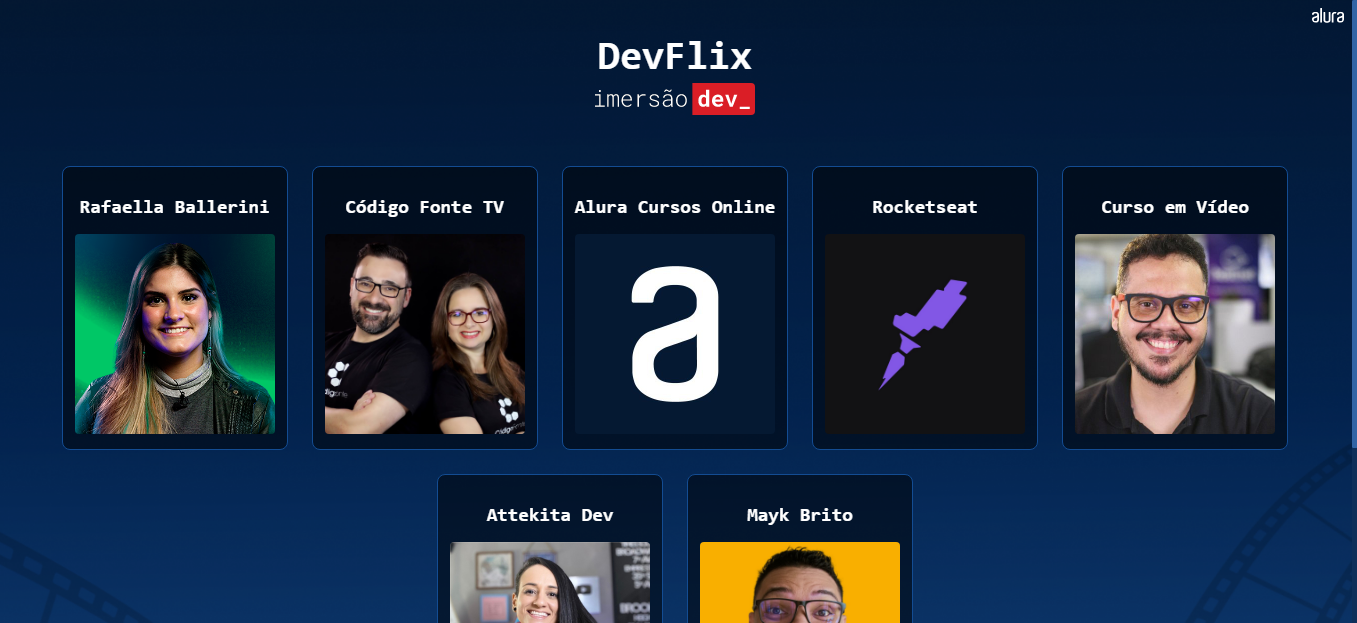 alura
DevFlix
imersão dev_
Rafaella Ballerini
Código Fonte TV
Alura Cursos Online
Rocketseat
Curso em Vídeo
a
Attekita Dev
Mayk Brito